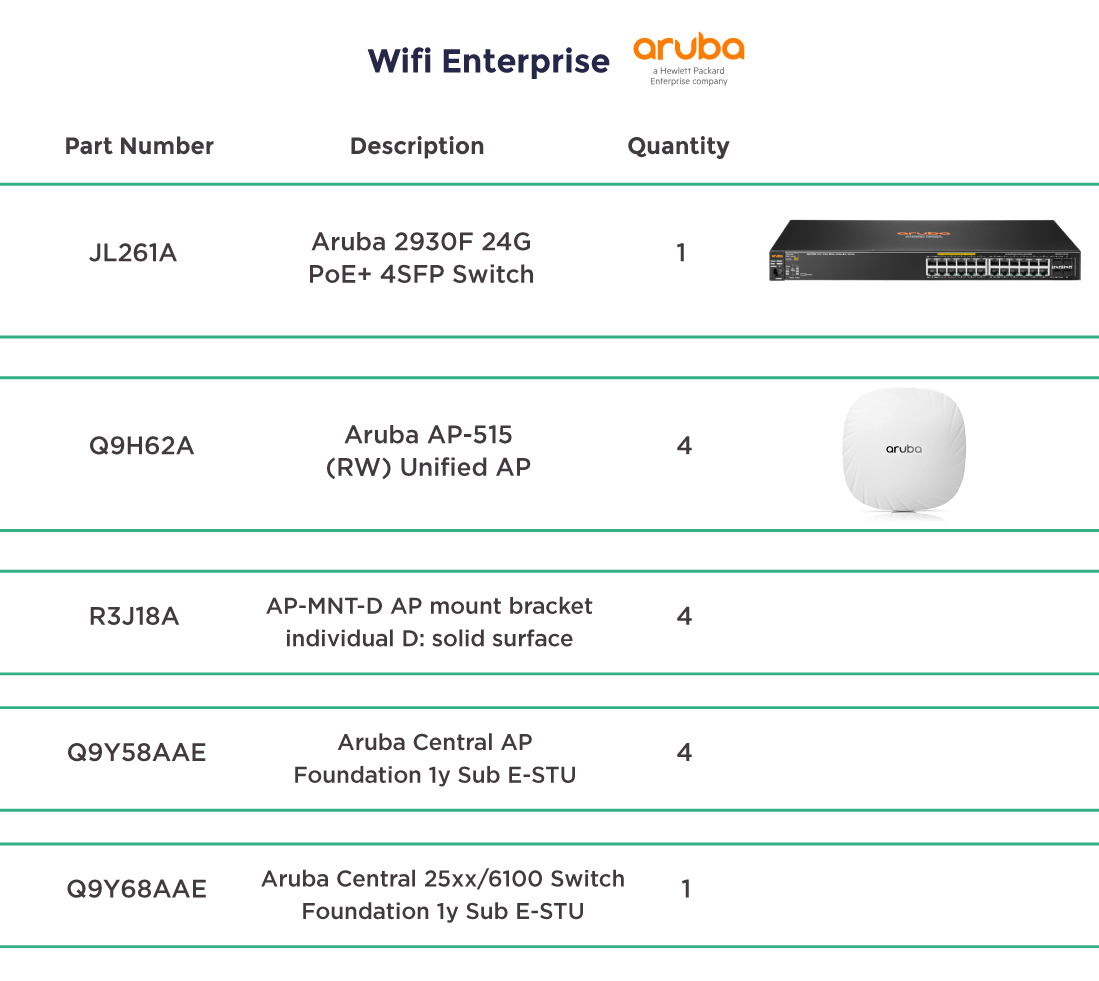 Wifi Enterprise
aruba
a Hewlett Packard
Enterprise company
Part Number Description Quantity
JL261A
Aruba 2930F 24G
PoE+ 4SFP Switch
1
aruba
Q9H62A
Aruba AP-515
(RW) Unified AP
4
aruba
R3J18A
AP-MNT-D AP mount bracket
individual D: solid surface
4
Q9Y58AAE
Aruba Central AP
Foundation 1y Sub E-STU
4
Q9Y68AAE
Aruba Central 25xx/6100 Switch
Foundation 1y Sub E-STU
1